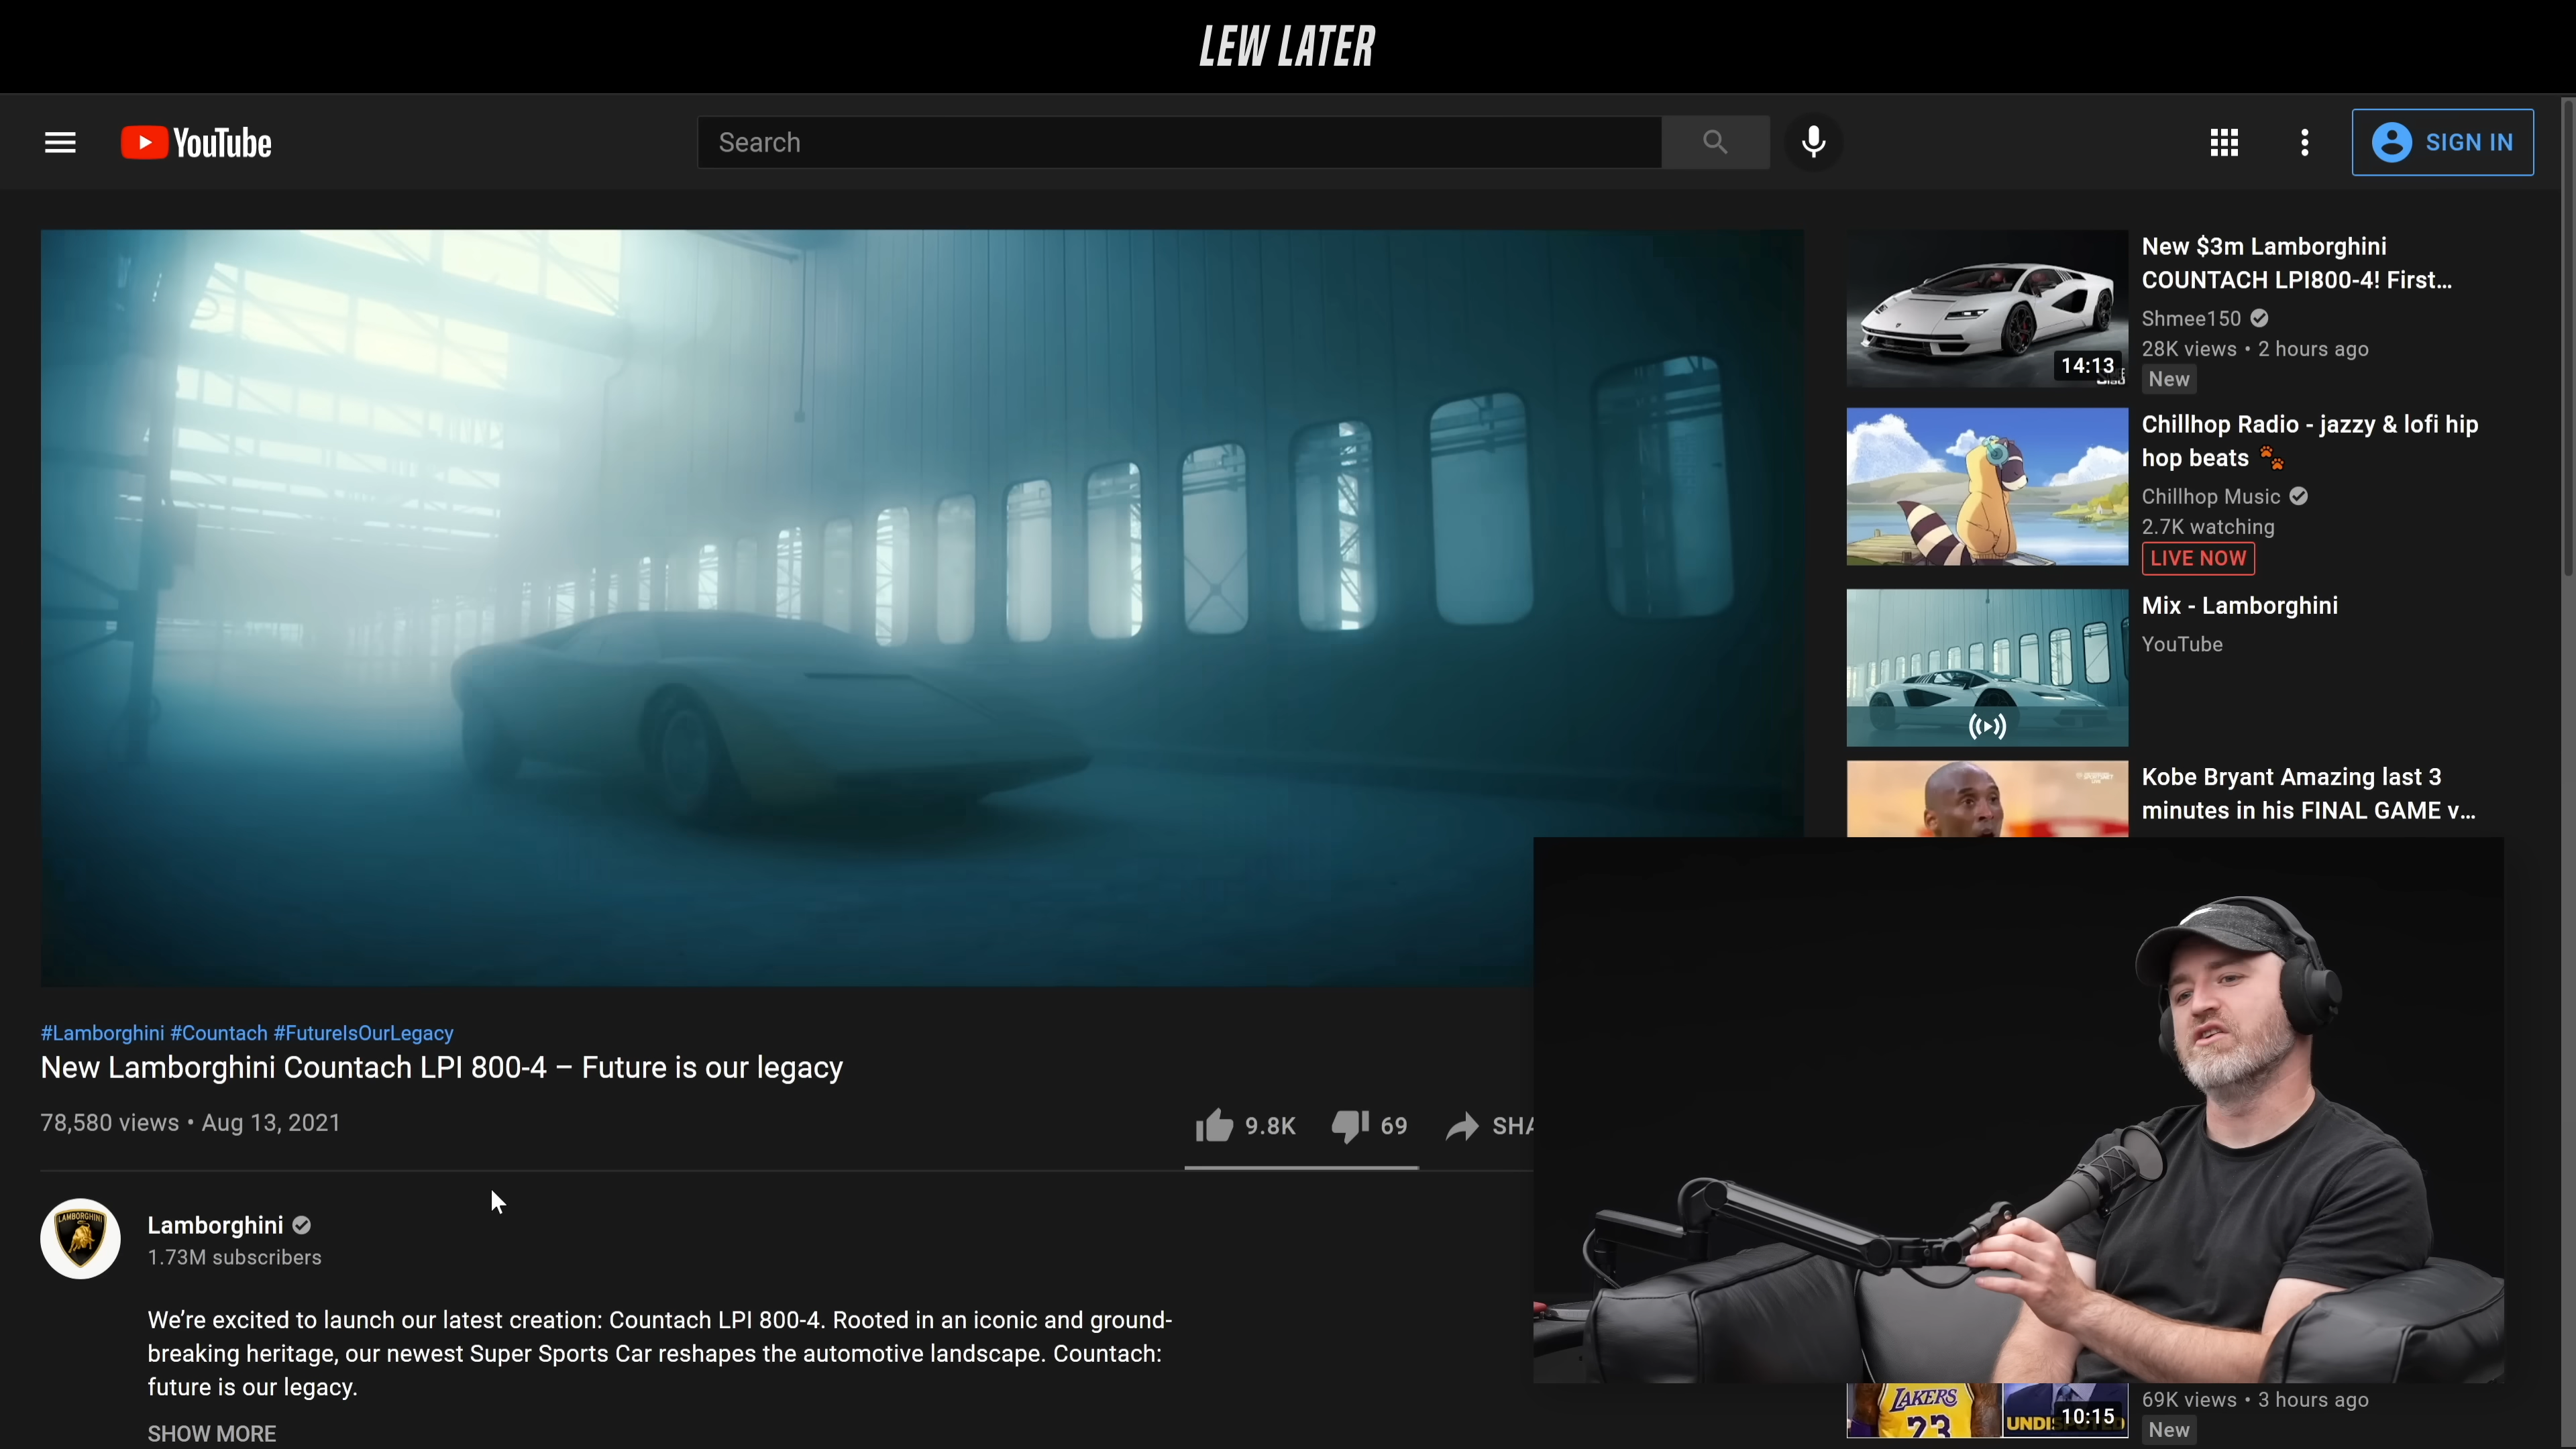 LEW LATER
YouTube
Search
SIGN IN
New $3m Lamborghini
COUNTACH LPI800-4! First...
Shmee150
28K views • 2 hours ago
New
14:13
Chillhop Radio - jazzy & lofi hip
hop beats 🐾
Chillhop Music
2.7K watching
LIVE NOW
Mix - Lamborghini
YouTube
Kobe Bryant Amazing last 3
minutes in his FINAL GAME v...
#Lamborghini #Countach #FutureIsOurLegacy
New Lamborghini Countach LPI 800-4 – Future is our legacy
78,580 views • Aug 13, 2021
9.8K
69
SHA
LAMBORGHINI
Lamborghini
1.73M subscribers
We’re excited to launch our latest creation: Countach LPI 800-4. Rooted in an iconic and ground-
breaking heritage, our newest Super Sports Car reshapes the automotive landscape. Countach:
future is our legacy.
SHOW MORE
LAKERS
23
10:15
69K views • 3 hours ago
New